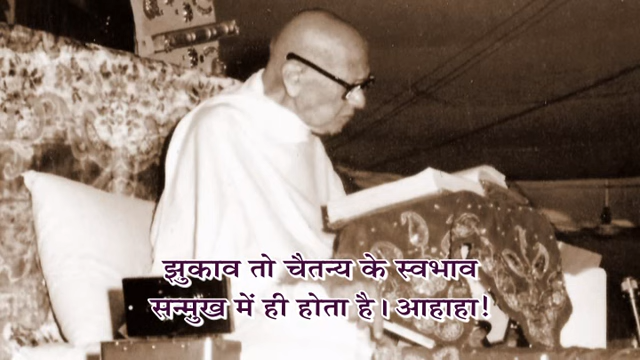 झुकाव तो चैतन्य के स्वभाव
सन्मुख में ही होता है। आहाहा!